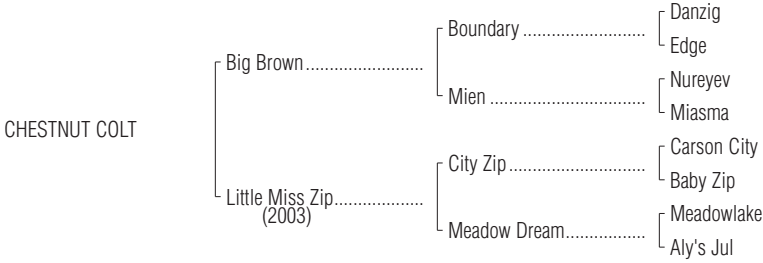 Danzig
Boundary ............................
Edge
Big Brown...........................
Nureyev
Mien ...................................
Miasma
CHESTNUT COLT
Carson City
City Zip...............................
Baby Zip
Little Miss Zip....................
(2003)
Meadowlake
Meadow Dream..................
Aly's Jul